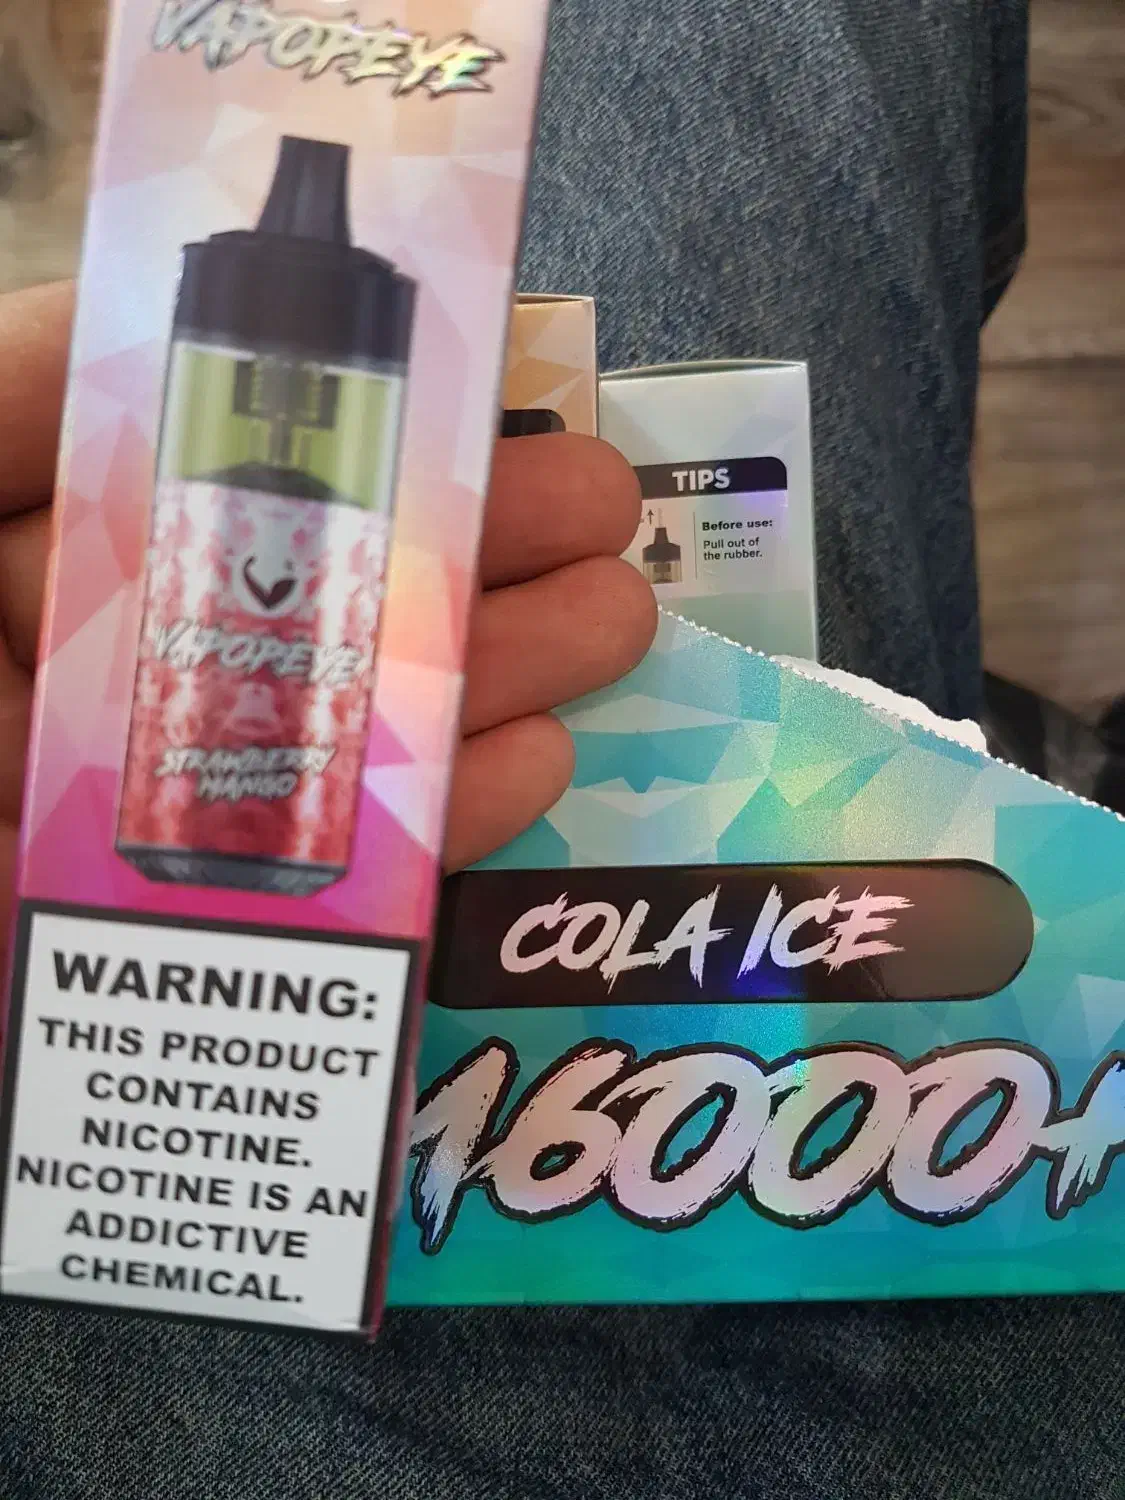 VAPOPEYE
VAPOPEYE
STRAWBERRY
MANGO
WARNING:
THIS PRODUCT
CONTAINS
NICOTINE.
NICOTINE IS AN
ADDICTIVE
CHEMICAL.
TIPS
Before use:
Pull out of
the rubber.
COLA ICE
16000+